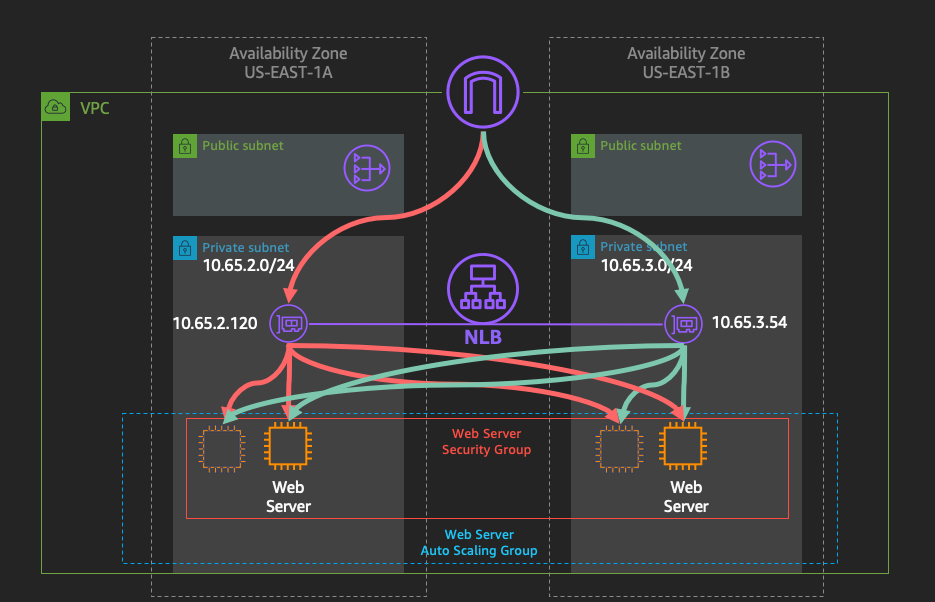 Availability Zone
US-EAST-1A
Availability Zone
US-EAST-1B
VPC
Public subnet
Public subnet
Private subnet
10.65.2.0/24
Private subnet
10.65.3.0/24
10.65.2.120
NLB
10.65.3.54
Web Server
Security Group
Web
Server
Web
Server
Web Server
Auto Scaling Group